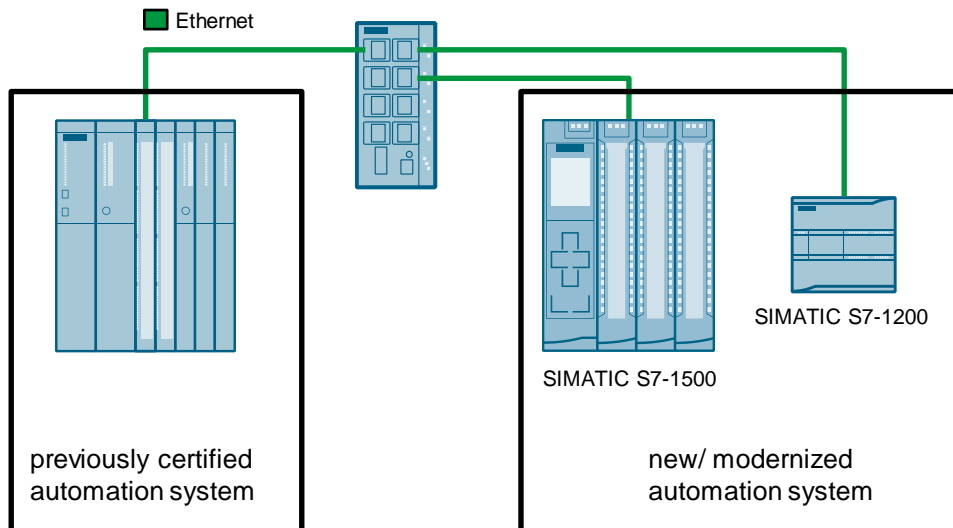 Ethernet
SIMATIC S7-1200
SIMATIC S7-1500
previously certified
automation system
new/ modernized
automation system